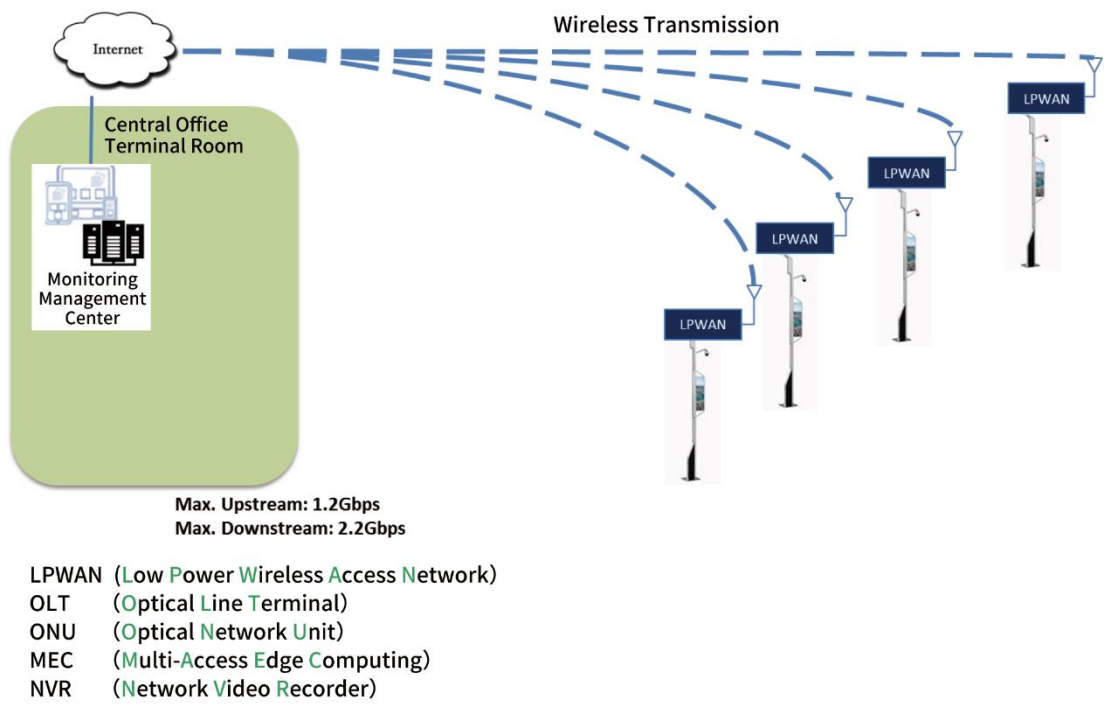 Wireless Transmission
Internet
Central Office
Terminal Room
Monitoring
Management
Center
LPWAN
LPWAN
LPWAN
LPWAN
Max. Upstream: 1.2Gbps
Max. Downstream: 2.2Gbps
LPWAN (Low Power Wireless Access Network)
OLT (Optical Line Terminal)
ONU (Optical Network Unit)
MEC (Multi-Access Edge Computing)
NVR (Network Video Recorder)